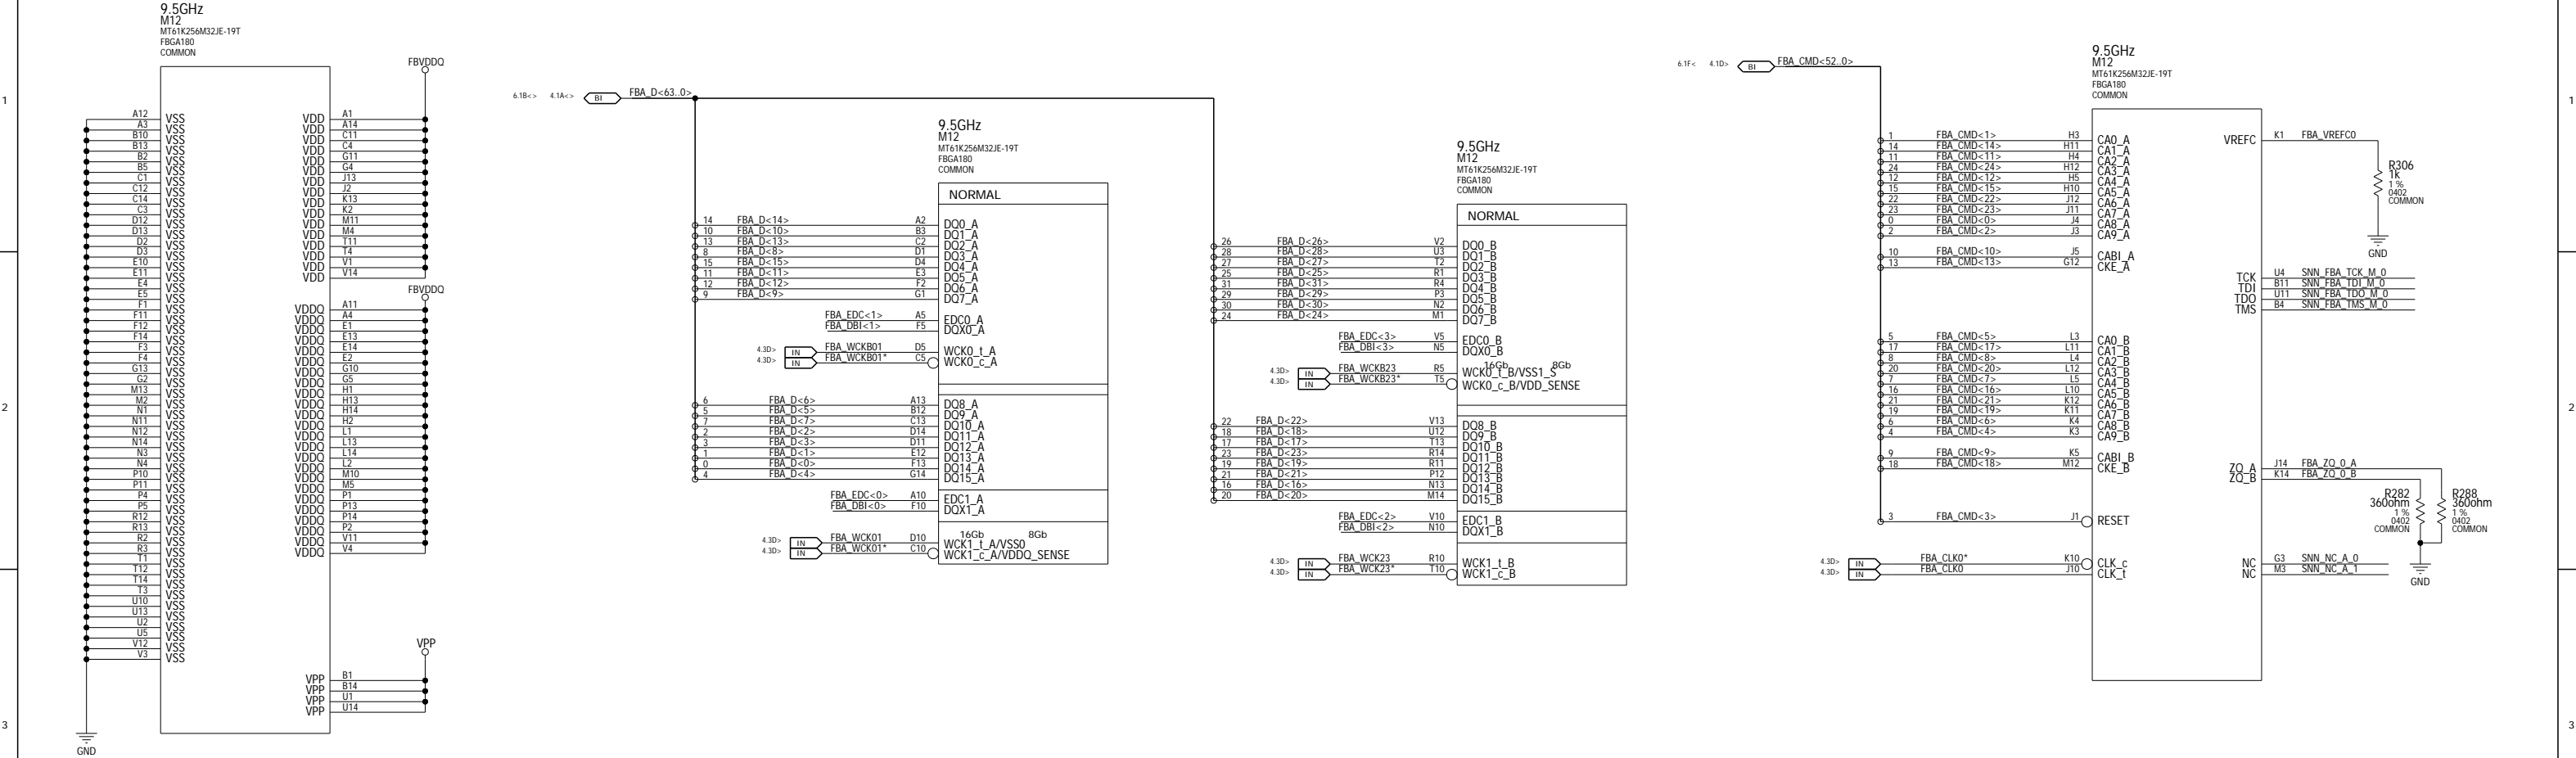 9.5GHz
M12
MT61K256M32JE-19T
FBGA180
COMMON
FBVDDQ
A12 VSS
A3 VSS
B10 VSS
B13 VSS
B2 VSS
B5 VSS
C1 VSS
C12 VSS
C14 VSS
C3 VSS
D12 VSS
D13 VSS
D2 VSS
D3 VSS
E10 VSS
E11 VSS
E4 VSS
E5 VSS
F1 VSS
F11 VSS
F12 VSS
F14 VSS
F3 VSS
F4 VSS
G13 VSS
G2 VSS
M13 VSS
M2 VSS
N1 VSS
N11 VSS
N12 VSS
N14 VSS
N3 VSS
N4 VSS
P10 VSS
P11 VSS
P4 VSS
P5 VSS
R12 VSS
R13 VSS
R2 VSS
R3 VSS
T1 VSS
T12 VSS
T14 VSS
T3 VSS
U10 VSS
U13 VSS
U2 VSS
U5 VSS
V12 VSS
V3 VSS
GND
VDD A1
VDD A14
VDD C11
VDD C4
VDD G11
VDD G4
VDD J13
VDD J2
VDD K13
VDD K2
VDD M11
VDD M4
VDD T11
VDD T4
VDD V1
VDD V14
FBVDDQ
VDDQ A11
VDDQ A4
VDDQ E1
VDDQ E13
VDDQ E14
VDDQ E2
VDDQ G10
VDDQ G5
VDDQ H1
VDDQ H13
VDDQ H14
VDDQ H2
VDDQ L1
VDDQ L13
VDDQ L14
VDDQ L2
VDDQ M10
VDDQ M5
VDDQ P1
VDDQ P13
VDDQ P14
VDDQ P2
VDDQ V11
VDDQ V4
VPP
VPP B1
VPP B14
VPP U1
VPP U14
6.1B<> 4.1A<> BI FBA_D<63..0>
9.5GHz
M12
MT61K256M32JE-19T
FBGA180
COMMON
NORMAL
14 FBA_D<14> A2 DQ0_A
10 FBA_D<10> B3 DQ1_A
13 FBA_D<13> C2 DQ2_A
8 FBA_D<8> D1 DQ3_A
15 FBA_D<15> D4 DQ4_A
11 FBA_D<11> E3 DQ5_A
12 FBA_D<12> F2 DQ6_A
9 FBA_D<9> G1 DQ7_A
FBA_EDC<1> A5 EDC0_A
FBA_DBI<1> F5 DQX0_A
4.3D> IN FBA_WCKB01 D5 WCK0_t_A
4.3D> IN FBA_WCKB01* C5 WCK0_c_A
6 FBA_D<6> A13 DQ8_A
5 FBA_D<5> B12 DQ9_A
7 FBA_D<7> C13 DQ10_A
2 FBA_D<2> D14 DQ11_A
3 FBA_D<3> D11 DQ12_A
1 FBA_D<1> E12 DQ13_A
0 FBA_D<0> F13 DQ14_A
4 FBA_D<4> G14 DQ15_A
FBA_EDC<0> A10 EDC1_A
FBA_DBI<0> F10 DQX1_A
16Gb 8Gb
4.3D> IN FBA_WCK01 D10 WCK1_t_A/VSS0
4.3D> IN FBA_WCK01* C10 WCK1_c_A/VDDQ_SENSE
9.5GHz
M12
MT61K256M32JE-19T
FBGA180
COMMON
NORMAL
26 FBA_D<26> V2 DQ0_B
28 FBA_D<28> U3 DQ1_B
27 FBA_D<27> T2 DQ2_B
25 FBA_D<25> R1 DQ3_B
31 FBA_D<31> R4 DQ4_B
29 FBA_D<29> P3 DQ5_B
30 FBA_D<30> N2 DQ6_B
24 FBA_D<24> M1 DQ7_B
FBA_EDC<3> V5 EDC0_B
FBA_DBI<3> N5 DQX0_B
16Gb 8Gb
4.3D> IN FBA_WCKB23 R5 WCK0_t_B/VSS1_S
4.3D> IN FBA_WCKB23* T5 WCK0_c_B/VDD_SENSE
22 FBA_D<22> V13 DQ8_B
18 FBA_D<18> U12 DQ9_B
17 FBA_D<17> T13 DQ10_B
23 FBA_D<23> R14 DQ11_B
19 FBA_D<19> R11 DQ12_B
21 FBA_D<21> P12 DQ13_B
16 FBA_D<16> N13 DQ14_B
20 FBA_D<20> M14 DQ15_B
FBA_EDC<2> V10 EDC1_B
FBA_DBI<2> N10 DQX1_B
4.3D> IN FBA_WCK23 R10 WCK1_t_B
4.3D> IN FBA_WCK23* T10 WCK1_c_B
6.1F< 4.1D> BI FBA_CMD<52..0>
9.5GHz
M12
MT61K256M32JE-19T
FBGA180
COMMON
1 FBA_CMD<1> H3 CA0_A
14 FBA_CMD<14> H11 CA1_A
11 FBA_CMD<11> H4 CA2_A
24 FBA_CMD<24> H12 CA3_A
12 FBA_CMD<12> H5 CA4_A
15 FBA_CMD<15> H10 CA5_A
22 FBA_CMD<22> J12 CA6_A
23 FBA_CMD<23> J11 CA7_A
0 FBA_CMD<0> J4 CA8_A
2 FBA_CMD<2> J3 CA9_A
10 FBA_CMD<10> J5 CABI_A
13 FBA_CMD<13> G12 CKE_A
5 FBA_CMD<5> L3 CA0_B
17 FBA_CMD<17> L11 CA1_B
8 FBA_CMD<8> L4 CA2_B
20 FBA_CMD<20> L12 CA3_B
7 FBA_CMD<7> L5 CA4_B
16 FBA_CMD<16> L10 CA5_B
21 FBA_CMD<21> K12 CA6_B
19 FBA_CMD<19> K11 CA7_B
6 FBA_CMD<6> K4 CA8_B
4 FBA_CMD<4> K3 CA9_B
9 FBA_CMD<9> K5 CABI_B
18 FBA_CMD<18> M12 CKE_B
3 FBA_CMD<3> J1 RESET
4.3D> IN FBA_CLK0* K10 CLK_c
4.3D> IN FBA_CLK0 J10 CLK_t
VREFC K1 FBA_VREFC0
R306
1k
1 %
0402
COMMON
GND
TCK U4 SNN_FBA_TCK_M_0
TDI B11 SNN_FBA_TDI_M_0
TDO U11 SNN_FBA_TDO_M_0
TMS B4 SNN_FBA_TMS_M_0
ZQ_A J14 FBA_ZQ_0_A
ZQ_B K14 FBA_ZQ_0_B
R282
360ohm
1 %
0402
COMMON
R288
360ohm
1 %
0402
COMMON
GND
NC G3 SNN_NC_A_0
NC M3 SNN_NC_A_1
1
2
3
1
2
3